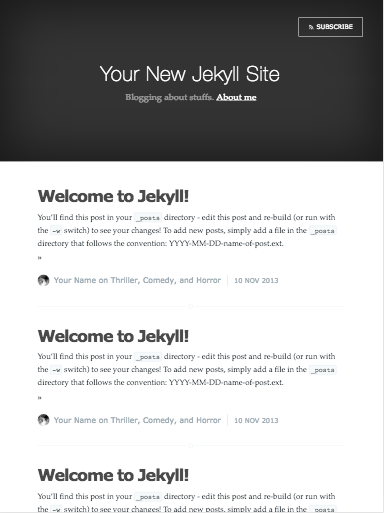 SUBSCRIBE
Your New Jekyll Site
Blogging about stuffs. About me
Welcome to Jekyll!
You'll find this post in your _posts directory - edit this post and re-build (or run with
the -w switch) to see your changes! To add new posts, simply add a file in the _posts
directory that follows the convention: YYYY-MM-DD-name-of-post.ext.
»
Your Name on Thriller, Comedy, and Horror 10 NOV 2013
Welcome to Jekyll!
You'll find this post in your _posts directory - edit this post and re-build (or run with
the -w switch) to see your changes! To add new posts, simply add a file in the _posts
directory that follows the convention: YYYY-MM-DD-name-of-post.ext.
»
Your Name on Thriller, Comedy, and Horror 10 NOV 2013
Welcome to Jekyll!
You'll find this post in your _posts directory - edit this post and re-build (or run with
the -w switch) to see your changes! To add new posts, simply add a file in the _posts